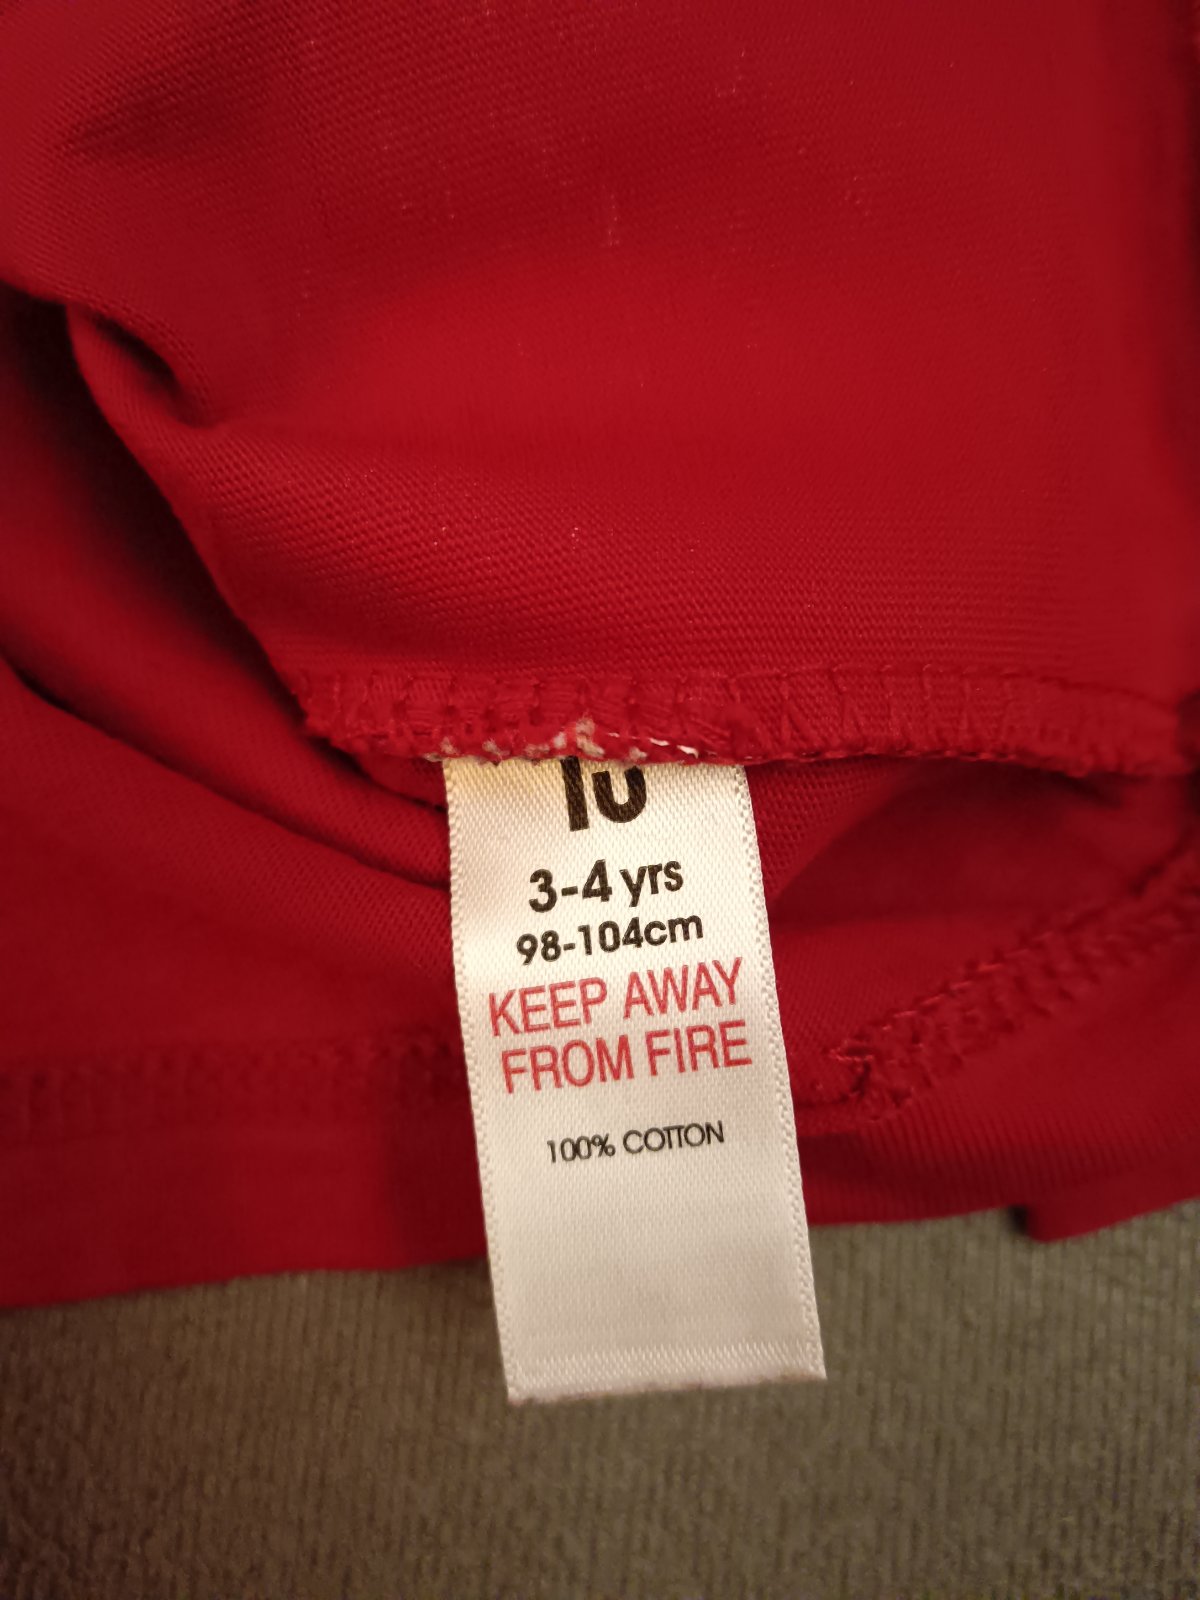 3-4 yrs
98-104cm
KEEP AWAY
FROM FIRE
100% COTTON